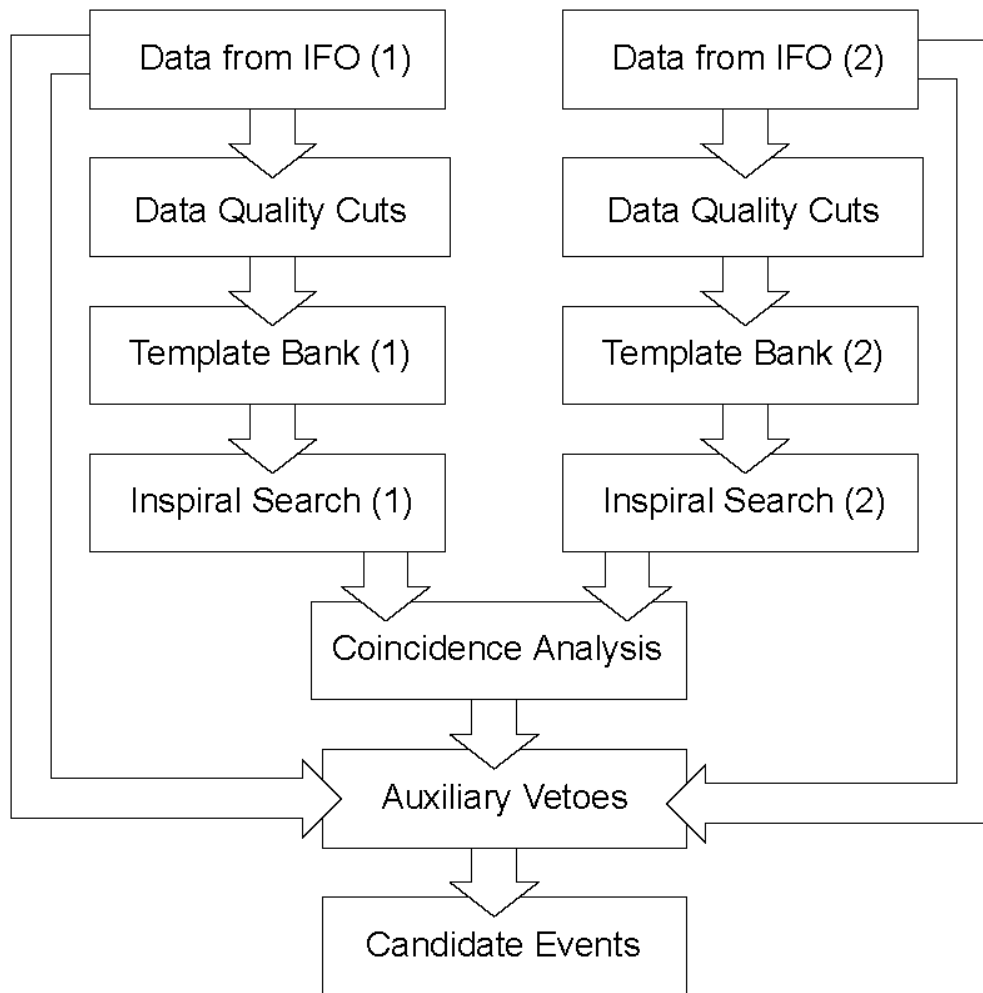 Data from IFO (1)
Data from IFO (2)
Data Quality Cuts
Data Quality Cuts
Template Bank (1)
Template Bank (2)
Inspiral Search (1)
Inspiral Search (2)
Coincidence Analysis
Auxiliary Vetoes
Candidate Events